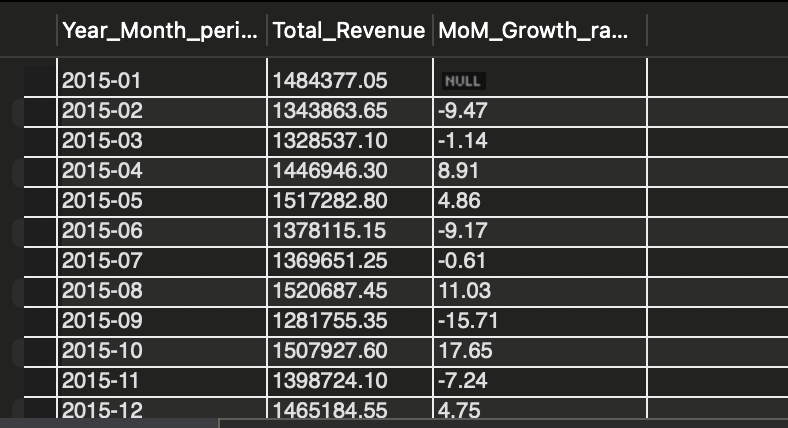 Year_Month_peri... Total_Revenue MoM_Growth_ra...
2015-01 1484377.05 NULL
2015-02 1343863.65 -9.47
2015-03 1328537.10 -1.14
2015-04 1446946.30 8.91
2015-05 1517282.80 4.86
2015-06 1378115.15 -9.17
2015-07 1369651.25 -0.61
2015-08 1520687.45 11.03
2015-09 1281755.35 -15.71
2015-10 1507927.60 17.65
2015-11 1398724.10 -7.24
2015-12 1465184.55 4.75